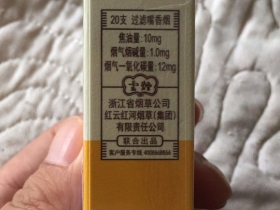 20支 过滤嘴香烟
焦油量:10mg
烟气烟碱量:1.0mg
烟气一氧化碳量:12mg
浙江省烟草公司
红云红河烟草(集团)
有限责任公司
联合出品